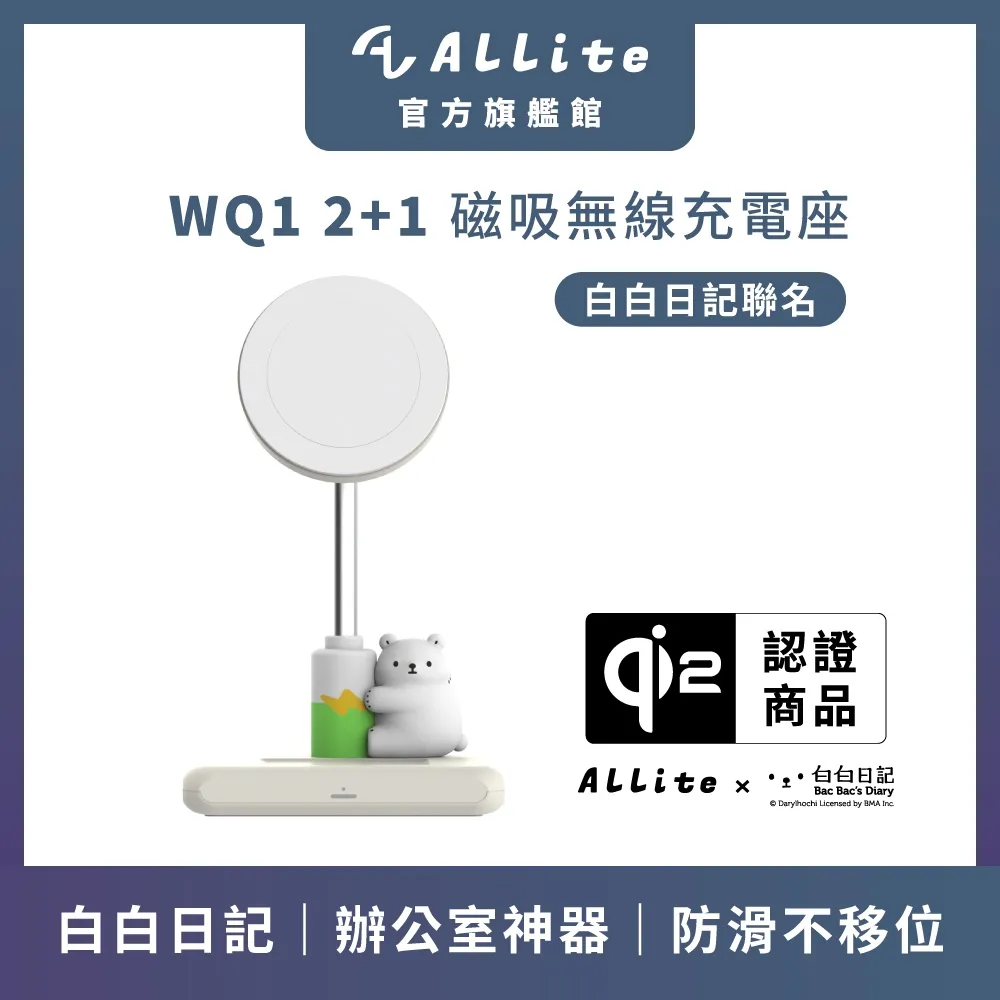 ALLite
官方旗艦館
WQ1 2+1 磁吸無線充電座
白白日記聯名
qi2 認證商品
ALLite × 白白日記
Bac Bac's Diary
© Darylhochi Licensed by BMA Inc.
白白日記｜辦公室神器｜防滑不移位